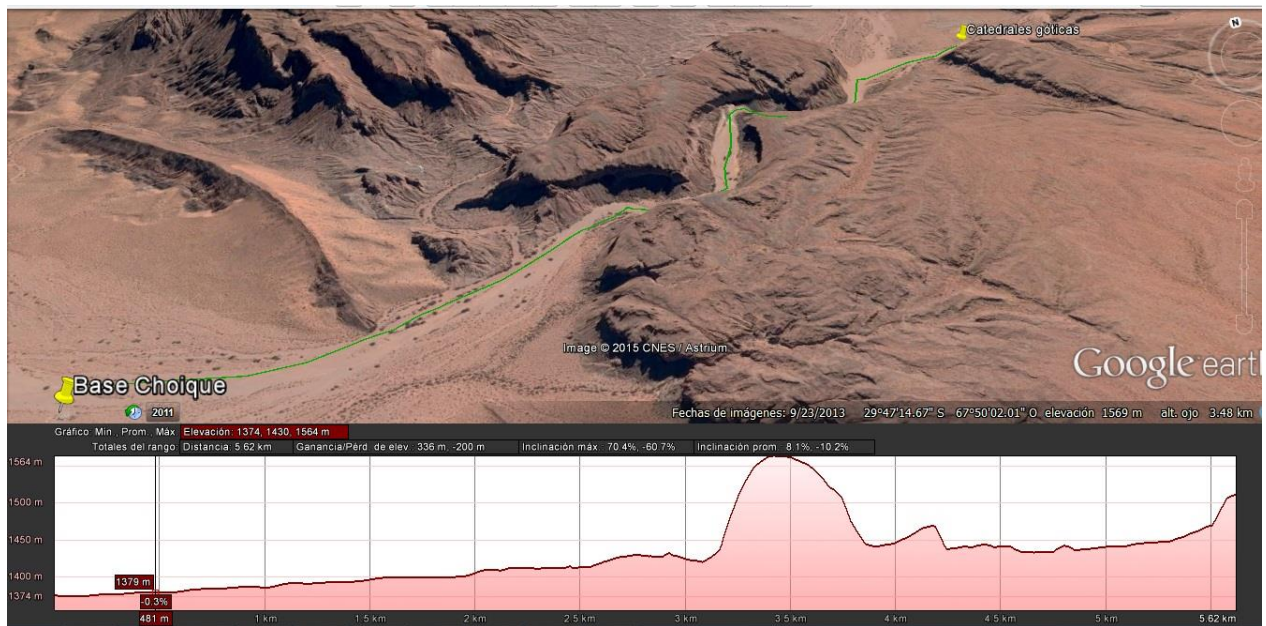 N
Catedrales góticas
Image © 2015 CNES / Astrium
Google earth
Base Choique
2011
Fechas de imágenes: 9/23/2013 29°47'14.67" S 67°50'02.01" O elevación 1569 m alt. ojo 3.48 km
Gráfico: Mín., Prom., Máx. Elevación: 1374, 1430, 1564 m
Totales del rango: Distancia: 5.62 km Ganancia/Pérd. de elev.: 336 m, -200 m Inclinación máx.: 70.4%, -60.7% Inclinación prom.: 8.1%, -10.2%
1564 m
1500 m
1450 m
1400 m
1374 m
1379 m
-0.3%
481 m
1 km
1.5 km
2 km
2.5 km
3 km
3.5 km
4 km
4.5 km
5 km
5.62 km